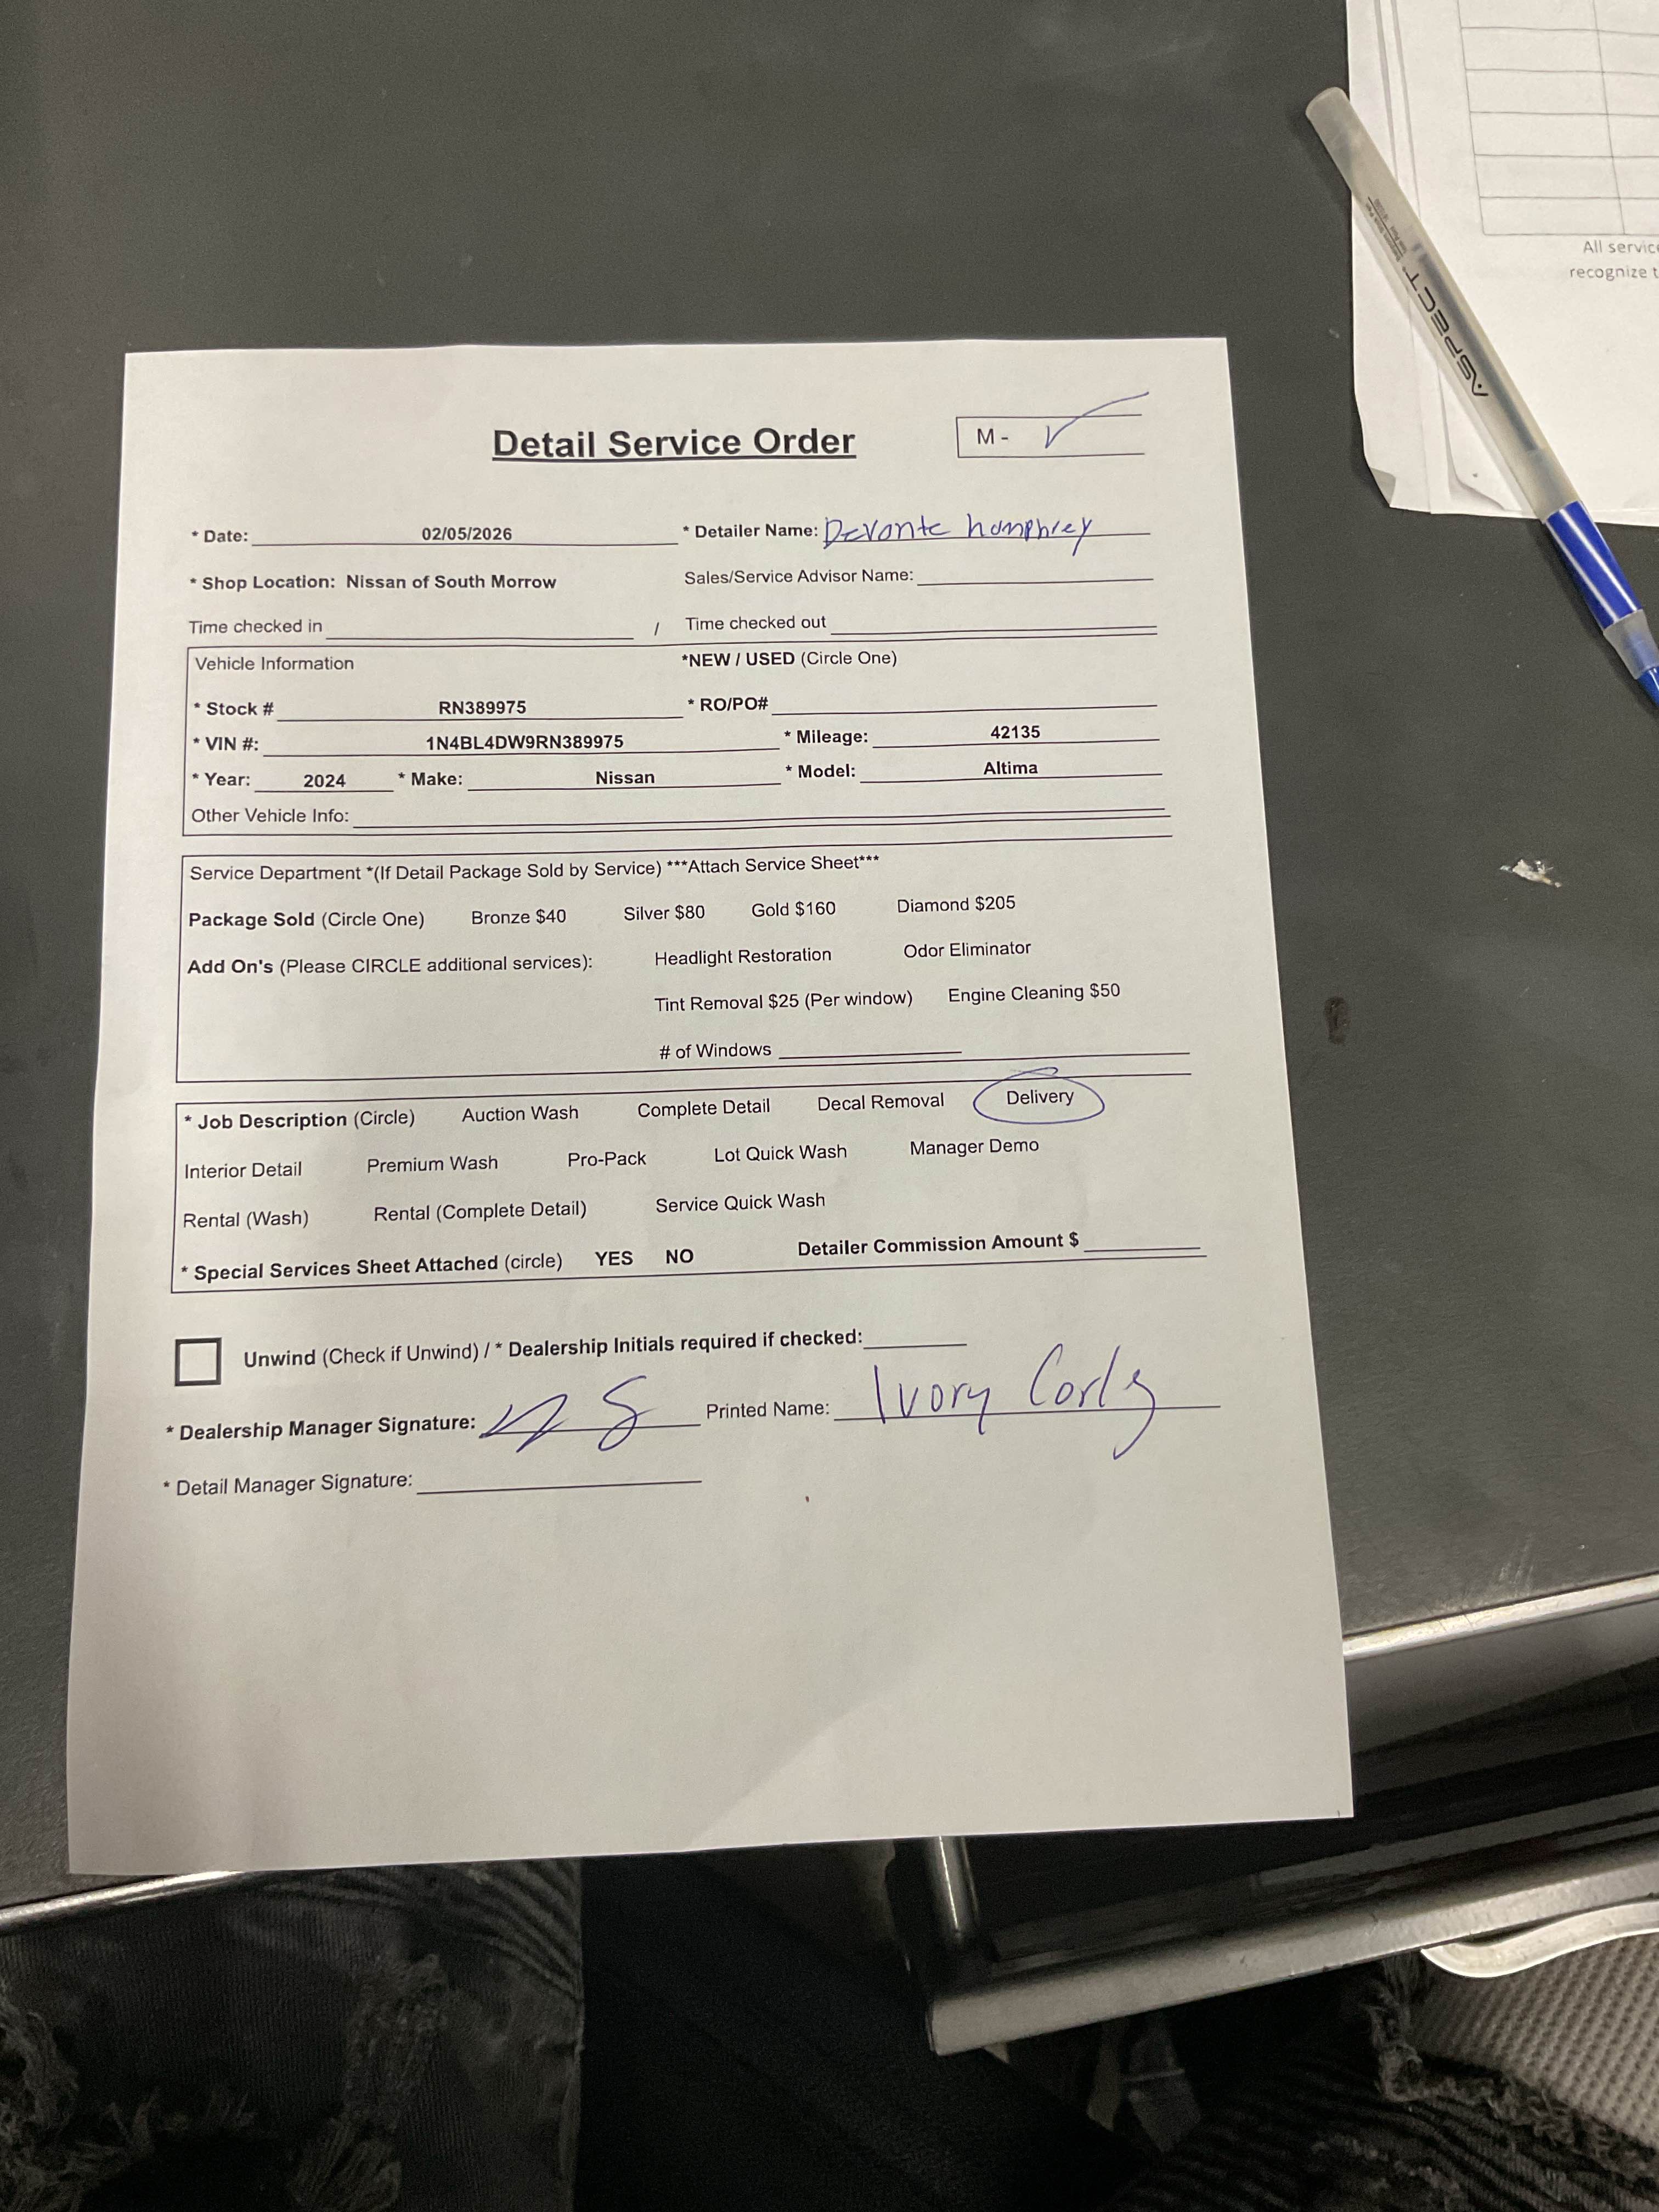 Detail Service Order
M- ✓
* Date: 02/05/2026 * Detailer Name: Devonte humphrey
* Shop Location: Nissan of South Morrow Sales/Service Advisor Name:
Time checked in / Time checked out
Vehicle Information *NEW / USED (Circle One)
* Stock # RN389975 * RO/PO#
* VIN #: 1N4BL4DW9RN389975 * Mileage: 42135
* Year: 2024 * Make: Nissan * Model: Altima
Other Vehicle Info:
Service Department *(If Detail Package Sold by Service) ***Attach Service Sheet***
Package Sold (Circle One) Bronze $40 Silver $80 Gold $160 Diamond $205
Add On's (Please CIRCLE additional services): Headlight Restoration Odor Eliminator
Tint Removal $25 (Per window) Engine Cleaning $50
# of Windows
* Job Description (Circle) Auction Wash Complete Detail Decal Removal Delivery
Interior Detail Premium Wash Pro-Pack Lot Quick Wash Manager Demo
Rental (Wash) Rental (Complete Detail) Service Quick Wash
* Special Services Sheet Attached (circle) YES NO Detailer Commission Amount $
Unwind (Check if Unwind) / * Dealership Initials required if checked:
* Dealership Manager Signature: Printed Name: Ivory
* Detail Manager Signature:
All service
recognize t
ASPECT